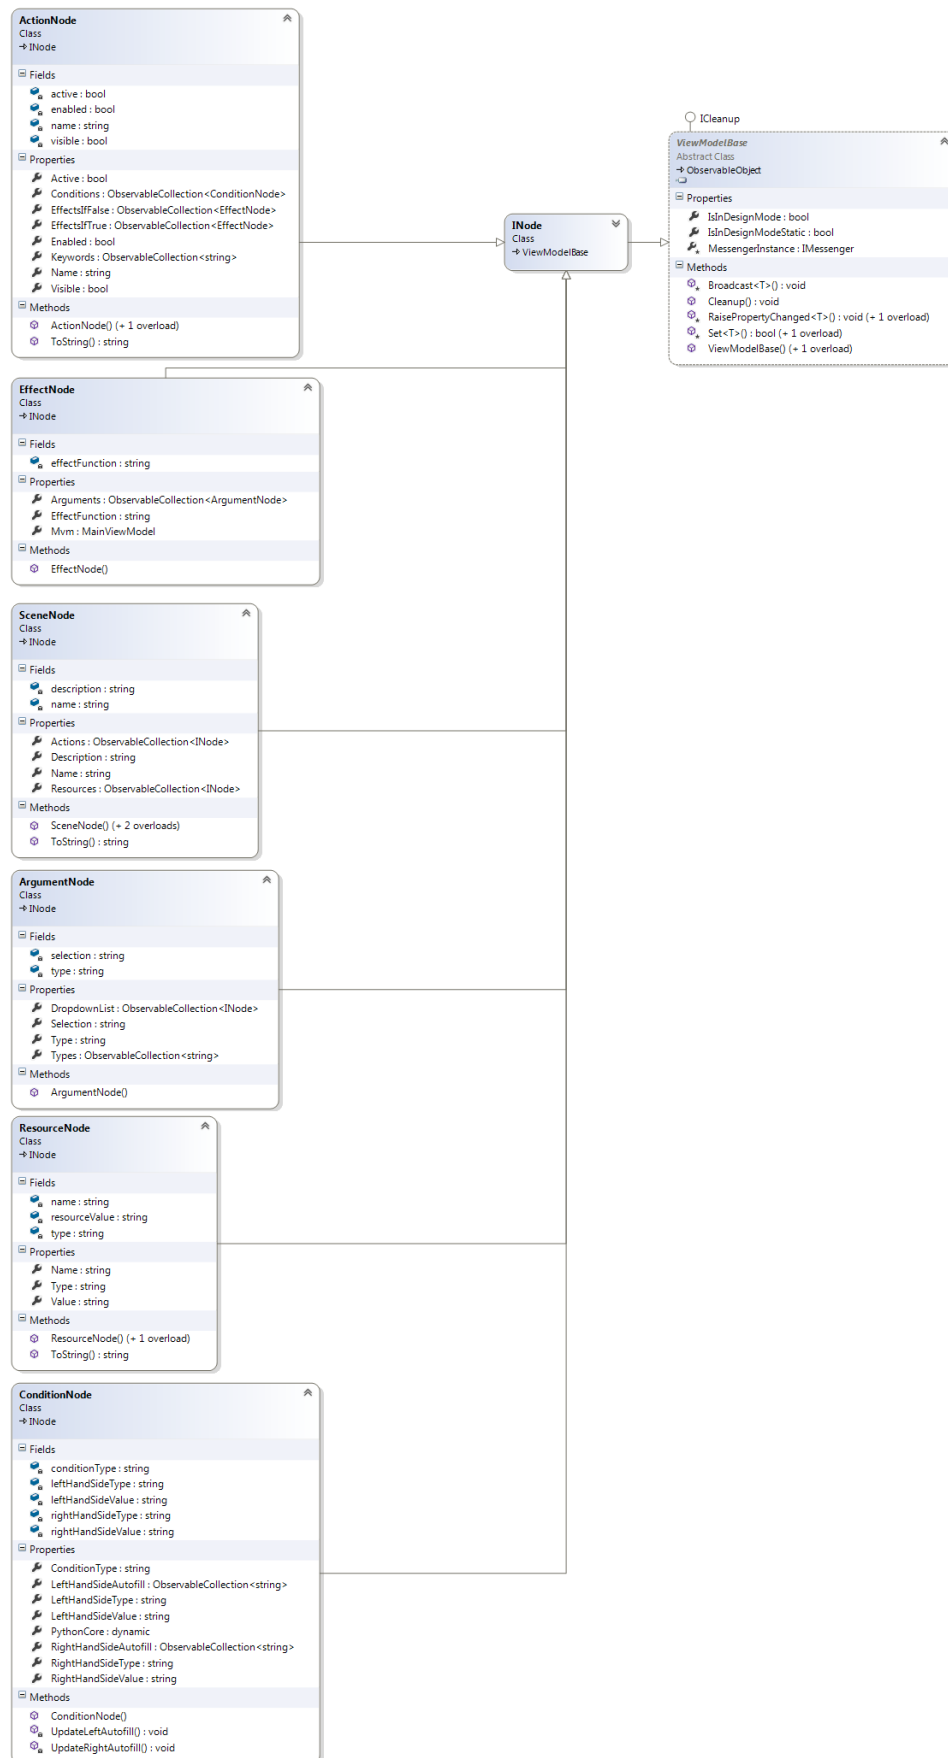 ActionNode
Class
INode
Fields
active : bool
enabled : bool
name : string
visible : bool
Properties
Active : bool
Conditions : ObservableCollection<ConditionNode>
EffectsIfFalse : ObservableCollection<EffectNode>
EffectsIfTrue : ObservableCollection<EffectNode>
Enabled : bool
Keywords : ObservableCollection<string>
Name : string
Visible : bool
Methods
ActionNode() (+ 1 overload)
ToString() : string
INode
Class
ViewModelBase
ICleanup
ViewModelBase
Abstract Class
ObservableObject
Properties
IsInDesignMode : bool
IsInDesignModeStatic : bool
MessengerInstance : IMessenger
Methods
Broadcast<T>() : void
Cleanup() : void
RaisePropertyChanged<T>() : void (+ 1 overload)
Set<T>() : bool (+ 1 overload)
ViewModelBase() (+ 1 overload)
EffectNode
Class
INode
Fields
effectFunction : string
Properties
Arguments : ObservableCollection<ArgumentNode>
EffectFunction : string
Mvm : MainViewModel
Methods
EffectNode()
SceneNode
Class
INode
Fields
description : string
name : string
Properties
Actions : ObservableCollection<INode>
Description : string
Name : string
Resources : ObservableCollection<INode>
Methods
SceneNode() (+ 2 overloads)
ToString() : string
ArgumentNode
Class
INode
Fields
selection : string
type : string
Properties
DropdownList : ObservableCollection<INode>
Selection : string
Type : string
Types : ObservableCollection<string>
Methods
ArgumentNode()
ResourceNode
Class
INode
Fields
name : string
resourceValue : string
type : string
Properties
Name : string
Type : string
Value : string
Methods
ResourceNode() (+ 1 overload)
ToString() : string
ConditionNode
Class
INode
Fields
conditionType : string
leftHandSideType : string
leftHandSideValue : string
rightHandSideType : string
rightHandSideValue : string
Properties
ConditionType : string
LeftHandSideAutofill : ObservableCollection<string>
LeftHandSideType : string
LeftHandSideValue : string
PythonCore : dynamic
RightHandSideAutofill : ObservableCollection<string>
RightHandSideType : string
RightHandSideValue : string
Methods
ConditionNode()
UpdateLeftAutofill() : void
UpdateRightAutofill() : void